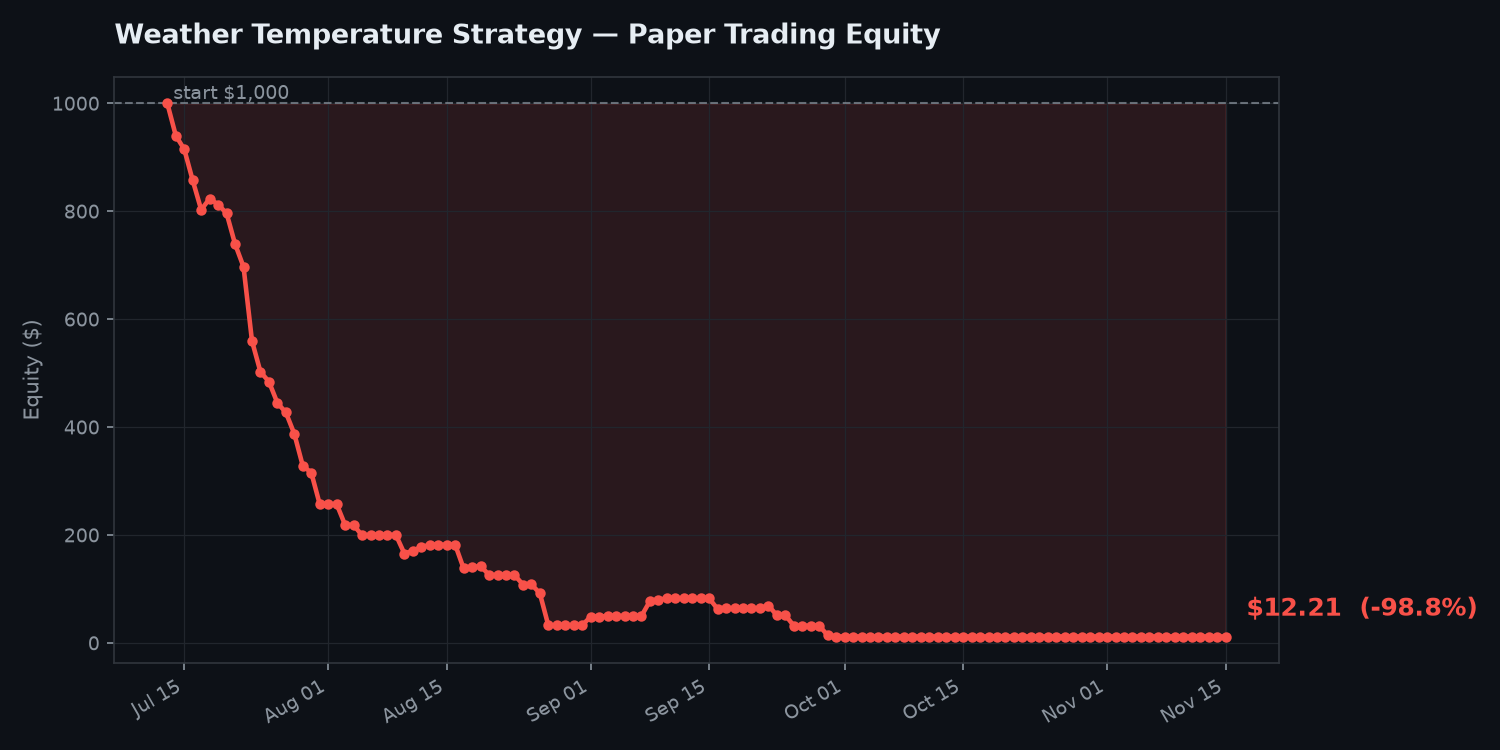 Weather Temperature Strategy — Paper Trading Equity
start $1,000
1000
800
600
400
200
0
Equity ($)
$12.21 (-98.8%)
Jul 15
Aug 01
Aug 15
Sep 01
Sep 15
Oct 01
Oct 15
Nov 01
Nov 15